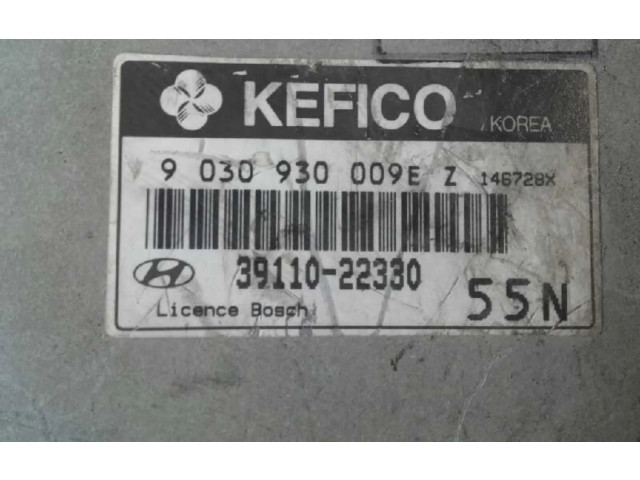 KEFICO /KOREA
9 030 930 009E Z 146728X
39110-22330
Licence Bosch 55N